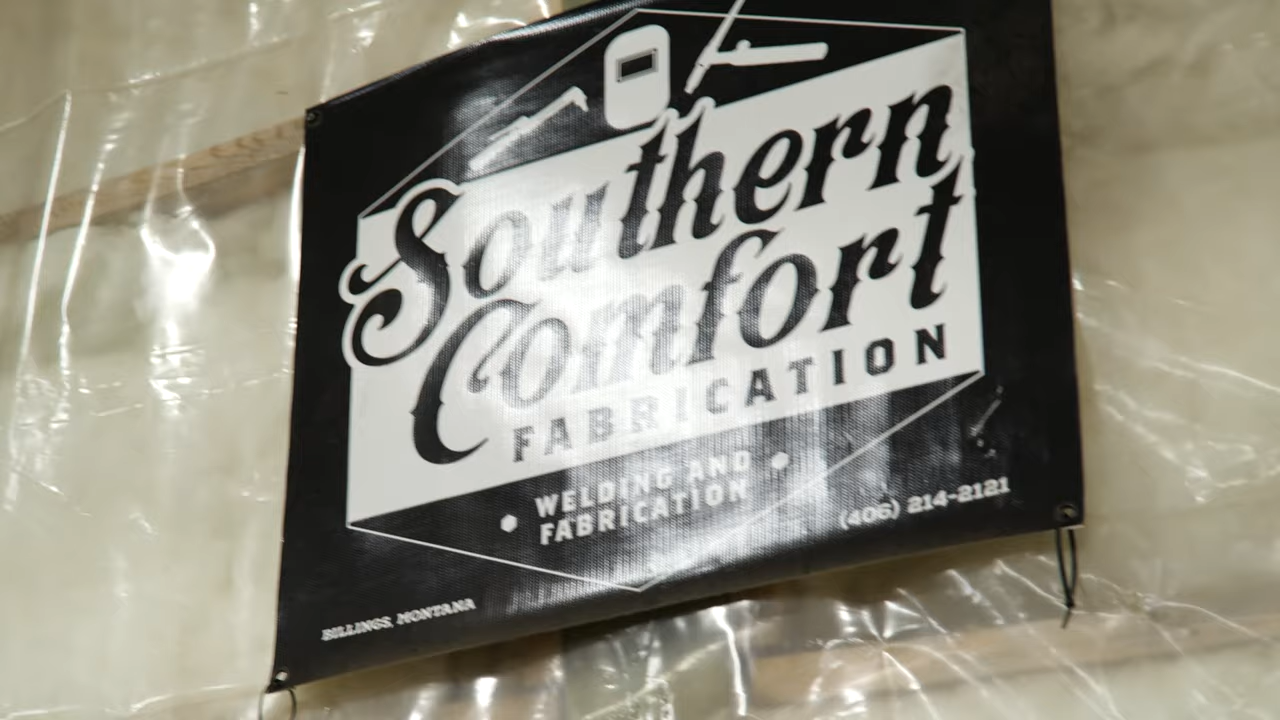 Southern
Comfort
FABRICATION
WELDING AND
FABRICATION
(406) 214-2121
BILLINGS, MONTANA